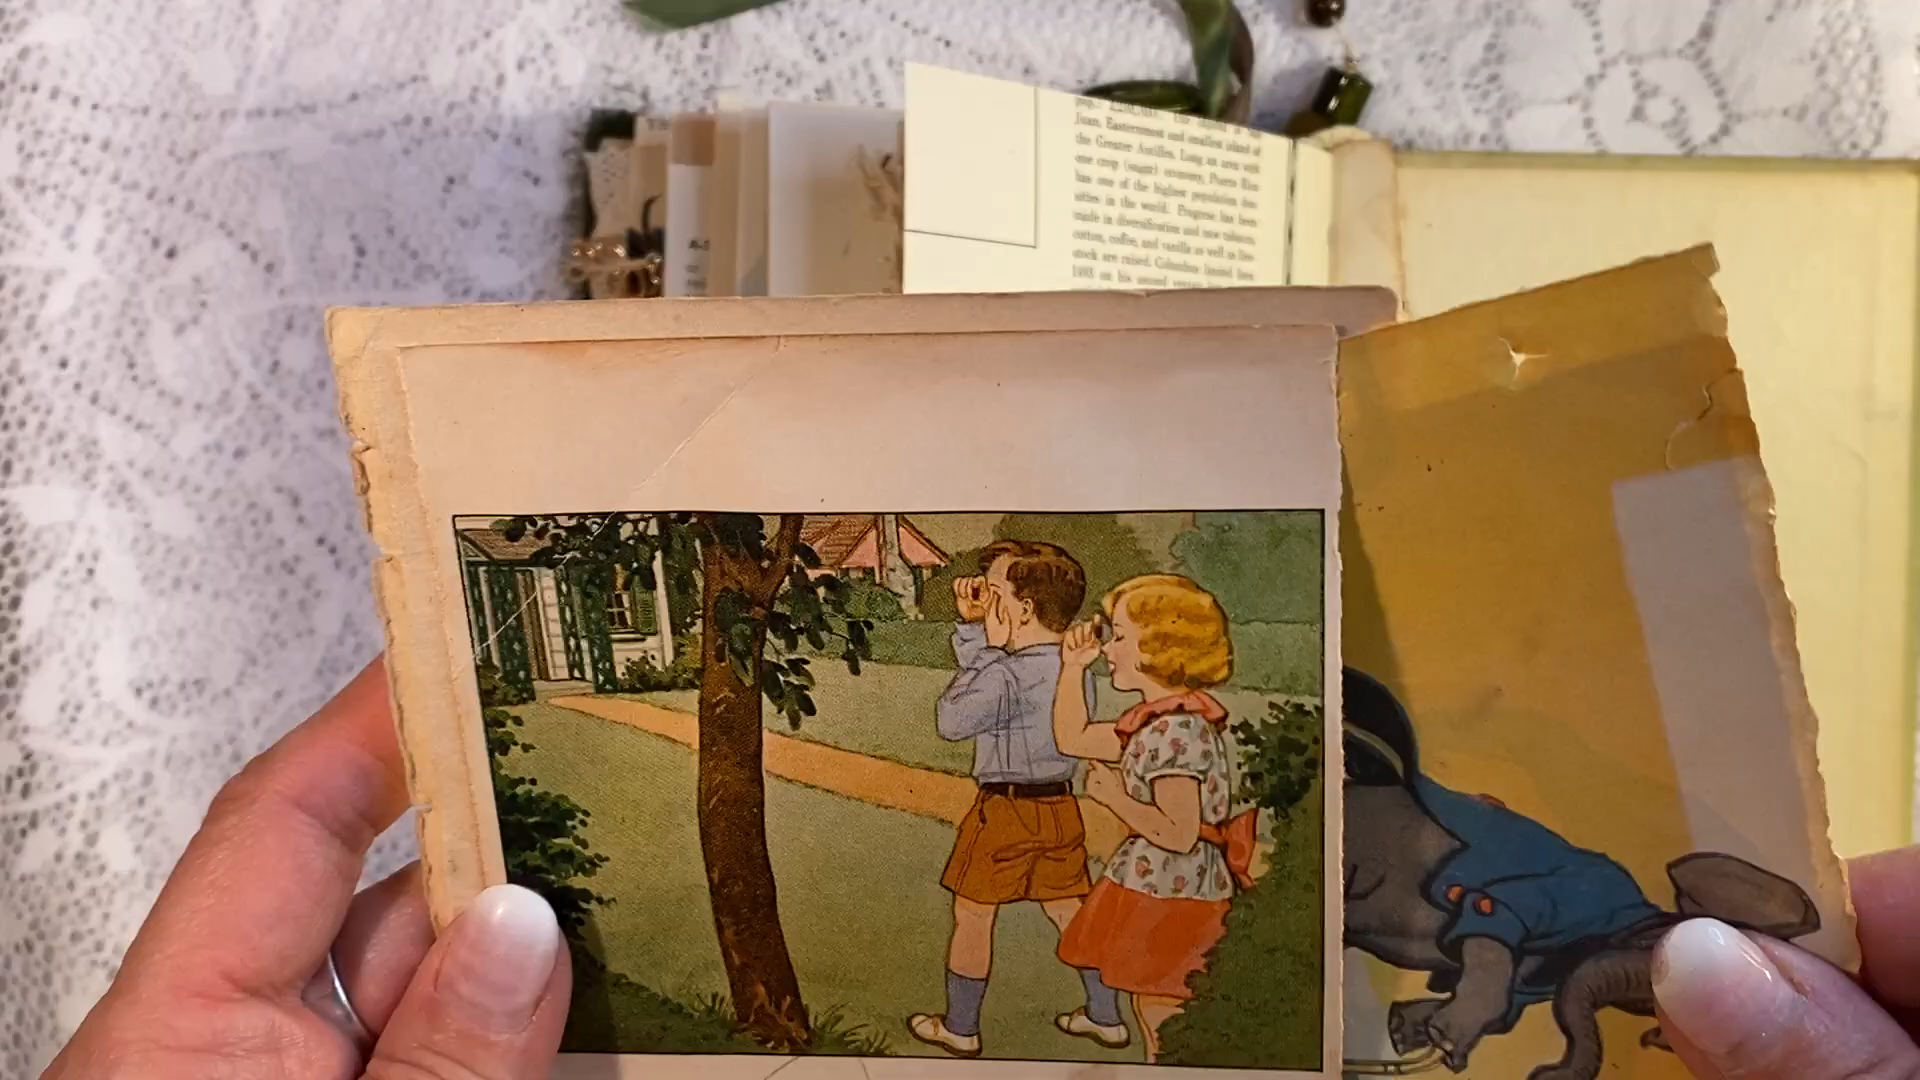 Juan. Easternmost and smallest island of
the Greater Antilles. Long an area with
one crop (sugar) economy, Puerto Rico
has one of the highest population den-
sities in the world. Progress has been
made in diversification and now tobacco,
cotton, coffee, and vanilla as well as live-
stock are raised. Columbus landed here
1493 on his second